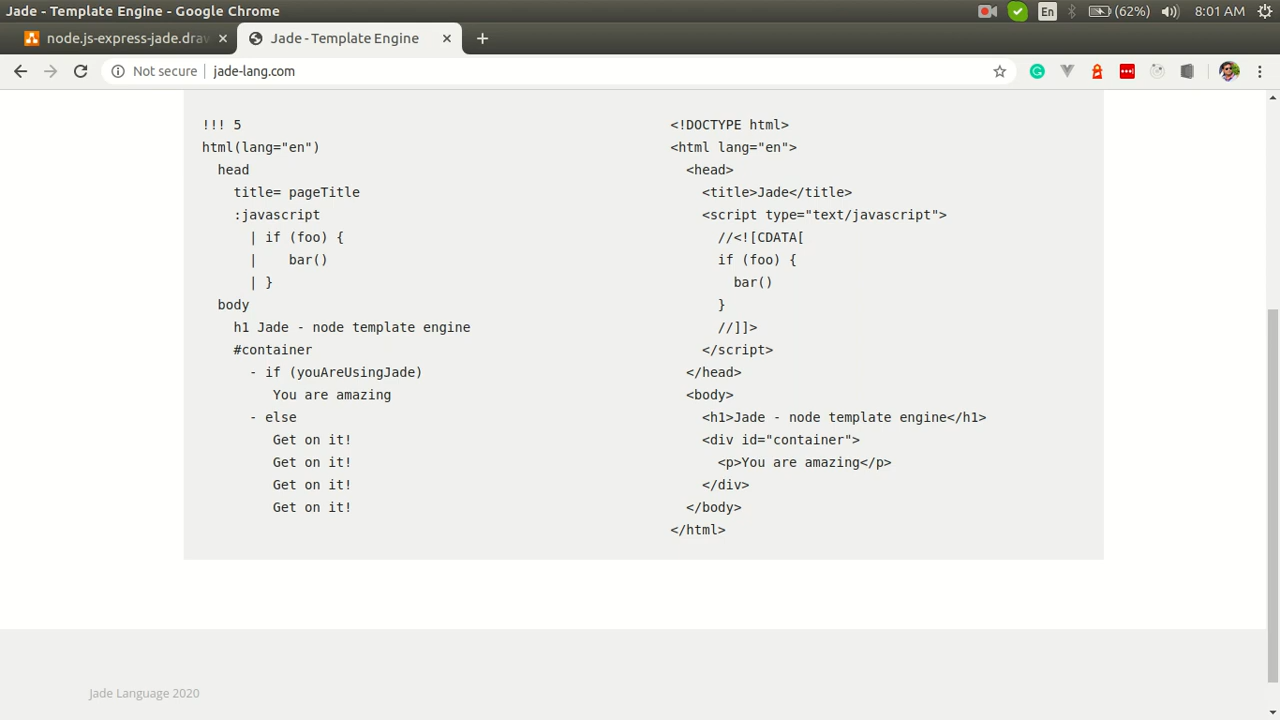 Jade - Template Engine - Google Chrome
En
(62%)
8:01 AM
node.js-express-jade.drav
Jade - Template Engine
Not secure
jade-lang.com
!!! 5
html(lang="en")
  head
    title= pageTitle
    :javascript
      | if (foo) {
      |    bar()
      | }
  body
    h1 Jade - node template engine
    #container
      - if (youAreUsingJade)
         You are amazing
      - else
         Get on it!
         Get on it!
         Get on it!
         Get on it!
<!DOCTYPE html>
<html lang="en">
  <head>
    <title>Jade</title>
    <script type="text/javascript">
      //<![CDATA[
      if (foo) {
        bar()
      }
      //]]>
    </script>
  </head>
  <body>
    <h1>Jade - node template engine</h1>
    <div id="container">
      <p>You are amazing</p>
    </div>
  </body>
</html>
Jade Language 2020